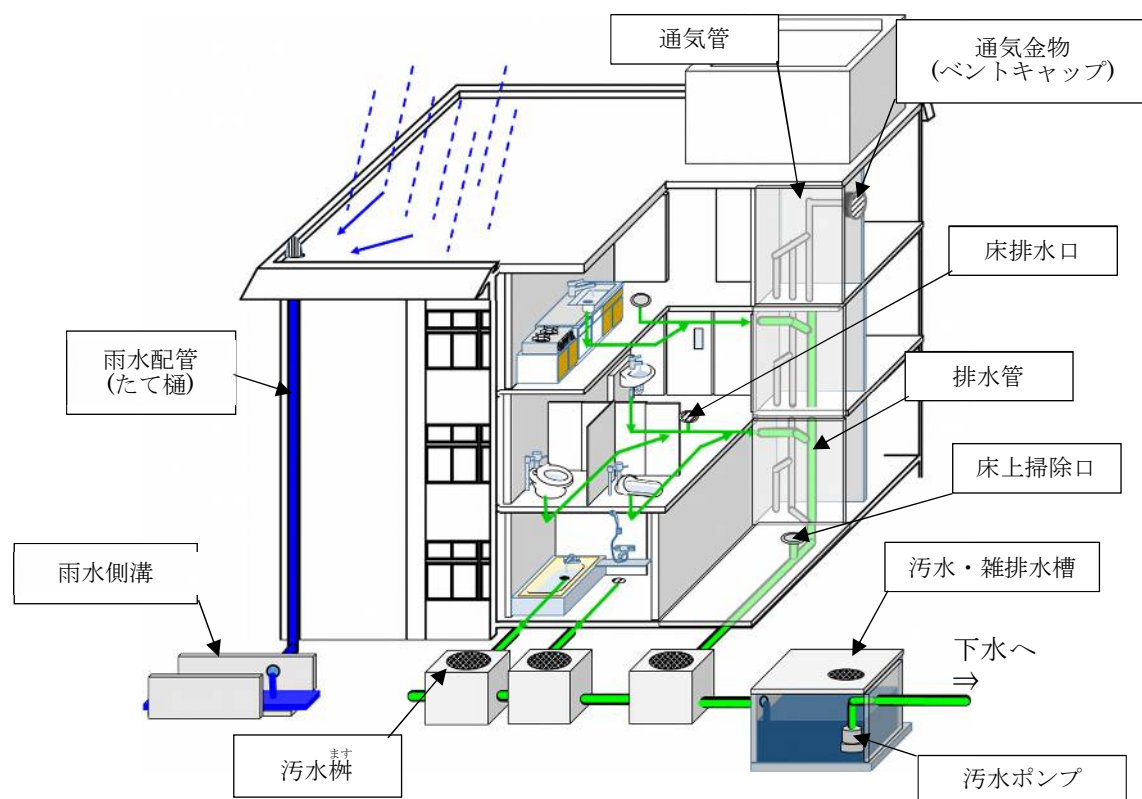 通気管
通気金物
(ベントキャップ)
床排水口
雨水配管
(たて樋)
排水管
床上掃除口
雨水側溝
汚水・雑排水槽
下水へ
⇒
ます
汚水桝
汚水ポンプ